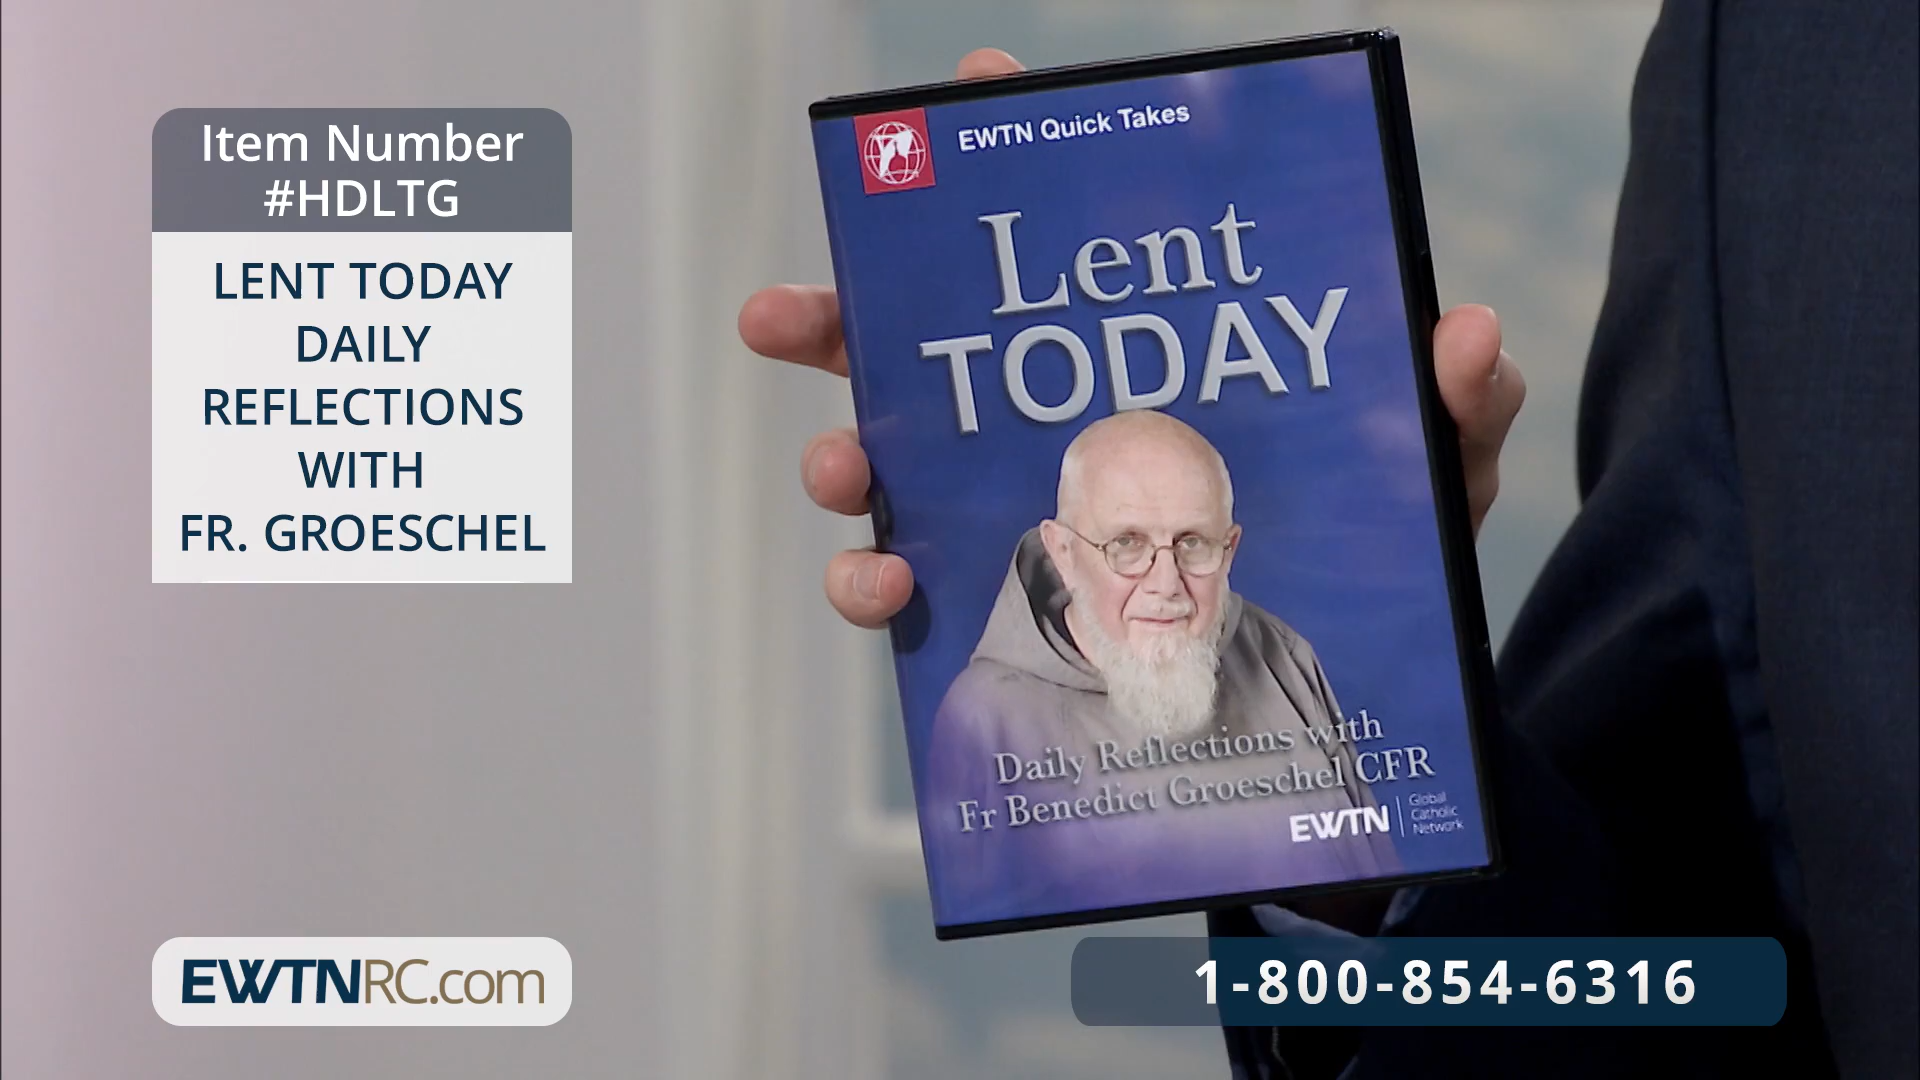 Item Number
#HDLTG
LENT TODAY
DAILY
REFLECTIONS
WITH
FR. GROESCHEL
EWTN Quick Takes
Lent
TODAY
Daily Reflections with
Fr Benedict Groeschel CFR
EWTN
Global
Catholic
Network
EWTNRC.com
1-800-854-6316